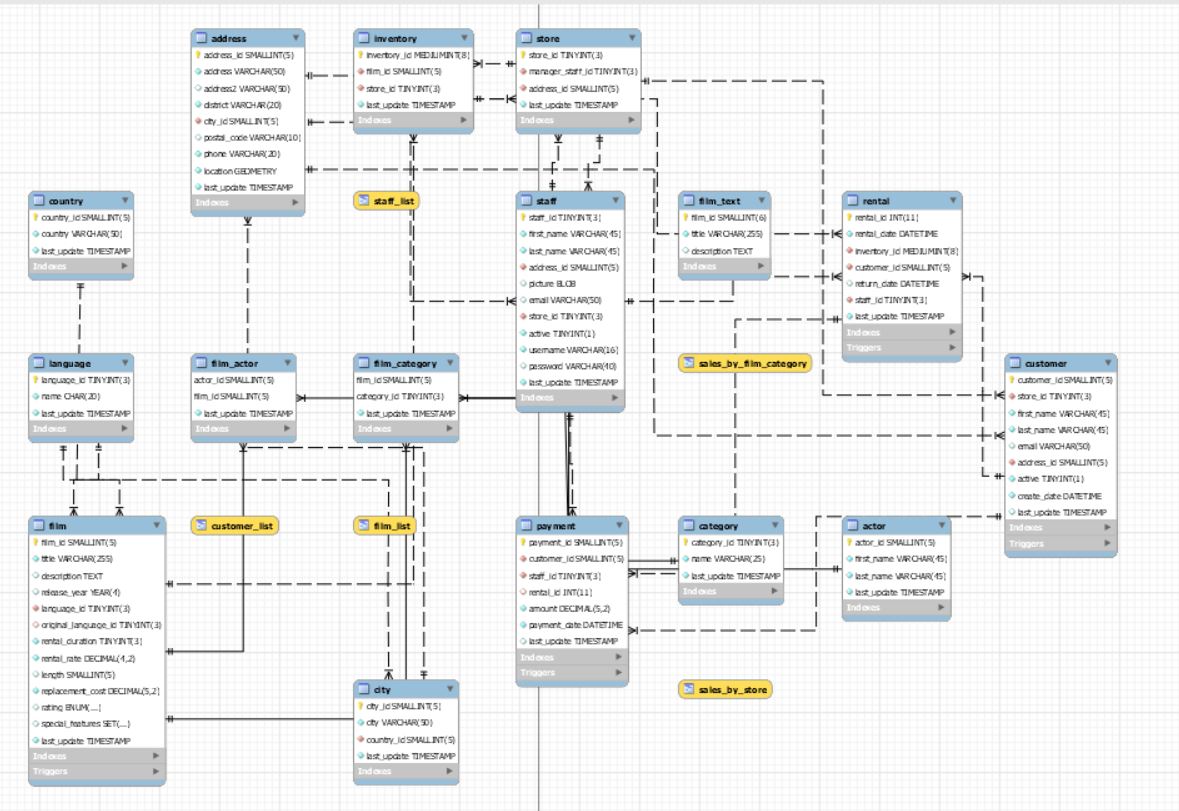 address
address_id SMALLINT(5)
address VARCHAR(50)
address2 VARCHAR(50)
district VARCHAR(20)
city_id SMALLINT(5)
postal_code VARCHAR(10)
phone VARCHAR(20)
location GEOMETRY
last_update TIMESTAMP
Indexes
inventory
inventory_id MEDIUMINT(8)
film_id SMALLINT(5)
store_id TINYINT(3)
last_update TIMESTAMP
Indexes
store
store_id TINYINT(3)
manager_staff_id TINYINT(3)
address_id SMALLINT(5)
last_update TIMESTAMP
Indexes
country
country_id SMALLINT(5)
country VARCHAR(50)
last_update TIMESTAMP
Indexes
staff_list
staff
staff_id TINYINT(3)
first_name VARCHAR(45)
last_name VARCHAR(45)
address_id SMALLINT(5)
picture BLOB
email VARCHAR(50)
store_id TINYINT(3)
active TINYINT(1)
username VARCHAR(16)
password VARCHAR(40)
last_update TIMESTAMP
Indexes
film_text
film_id SMALLINT(6)
title VARCHAR(255)
description TEXT
Indexes
rental
rental_id INT(11)
rental_date DATETIME
inventory_id MEDIUMINT(8)
customer_id SMALLINT(5)
return_date DATETIME
staff_id TINYINT(3)
last_update TIMESTAMP
Indexes
Triggers
language
language_id TINYINT(3)
name CHAR(20)
last_update TIMESTAMP
Indexes
film_actor
actor_id SMALLINT(5)
film_id SMALLINT(5)
last_update TIMESTAMP
Indexes
film_category
film_id SMALLINT(5)
category_id TINYINT(3)
last_update TIMESTAMP
Indexes
sales_by_film_category
customer
customer_id SMALLINT(5)
store_id TINYINT(3)
first_name VARCHAR(45)
last_name VARCHAR(45)
email VARCHAR(50)
address_id SMALLINT(5)
active TINYINT(1)
create_date DATETIME
last_update TIMESTAMP
Indexes
Triggers
film
film_id SMALLINT(5)
title VARCHAR(255)
description TEXT
release_year YEAR(4)
language_id TINYINT(3)
original_language_id TINYINT(3)
rental_duration TINYINT(3)
rental_rate DECIMAL(4,2)
length SMALLINT(5)
replacement_cost DECIMAL(5,2)
rating ENUM(...)
special_features SET(...)
last_update TIMESTAMP
Indexes
Triggers
customer_list
film_list
payment
payment_id SMALLINT(5)
customer_id SMALLINT(5)
staff_id TINYINT(3)
rental_id INT(11)
amount DECIMAL(5,2)
payment_date DATETIME
last_update TIMESTAMP
Indexes
Triggers
category
category_id TINYINT(3)
name VARCHAR(25)
last_update TIMESTAMP
Indexes
actor
actor_id SMALLINT(5)
first_name VARCHAR(45)
last_name VARCHAR(45)
last_update TIMESTAMP
Indexes
city
city_id SMALLINT(5)
city VARCHAR(50)
country_id SMALLINT(5)
last_update TIMESTAMP
Indexes
sales_by_store